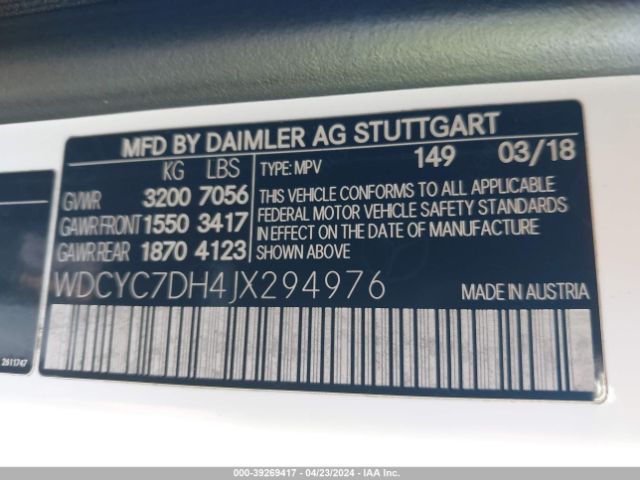 MFD BY DAIMLER AG STUTTGART
KG LBS
GVWR 3200 7056
GAWR FRONT 1550 3417
GAWR REAR 1870 4123
TYPE: MPV 149 03/18
THIS VEHICLE CONFORMS TO ALL APPLICABLE
FEDERAL MOTOR VEHICLE SAFETY STANDARDS
IN EFFECT ON THE DATE OF MANUFACTURE
SHOWN ABOVE
WDCYC7DH4JX294976 MADE IN AUSTRIA
2611747
000-39269417 - 04/23/2024 - ©IAA Inc.